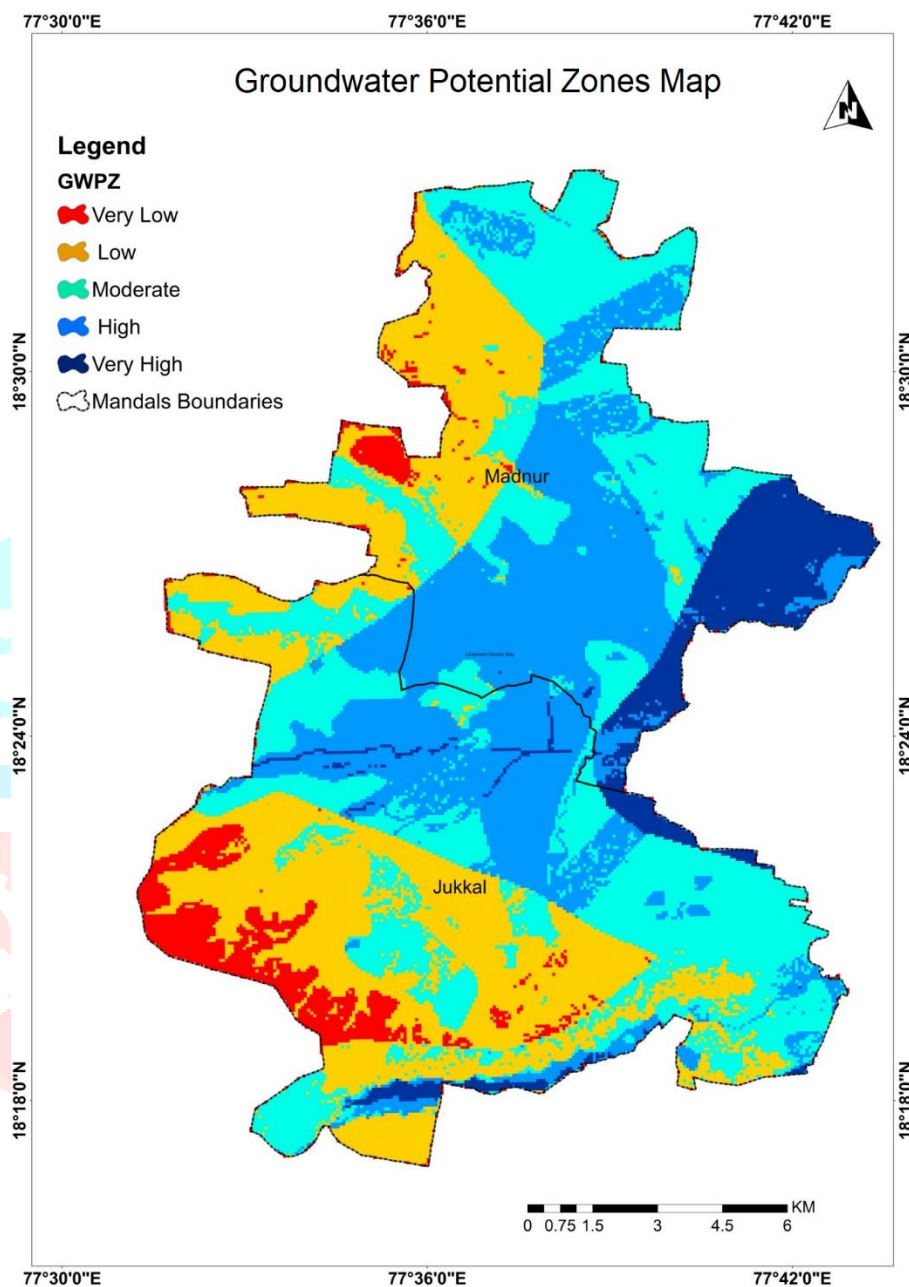 77°30'0"E 77°36'0"E 77°42'0"E
Groundwater Potential Zones Map
N
Legend
GWPZ
Very Low
Low
Moderate
High
Very High
Mandals Boundaries
18°30'0"N 18°30'0"N
Madnur
Lineament Density Map
18°24'0"N 18°24'0"N
Jukkal
18°18'0"N 18°18'0"N
KM
0 0.75 1.5 3 4.5 6
77°30'0"E 77°36'0"E 77°42'0"E